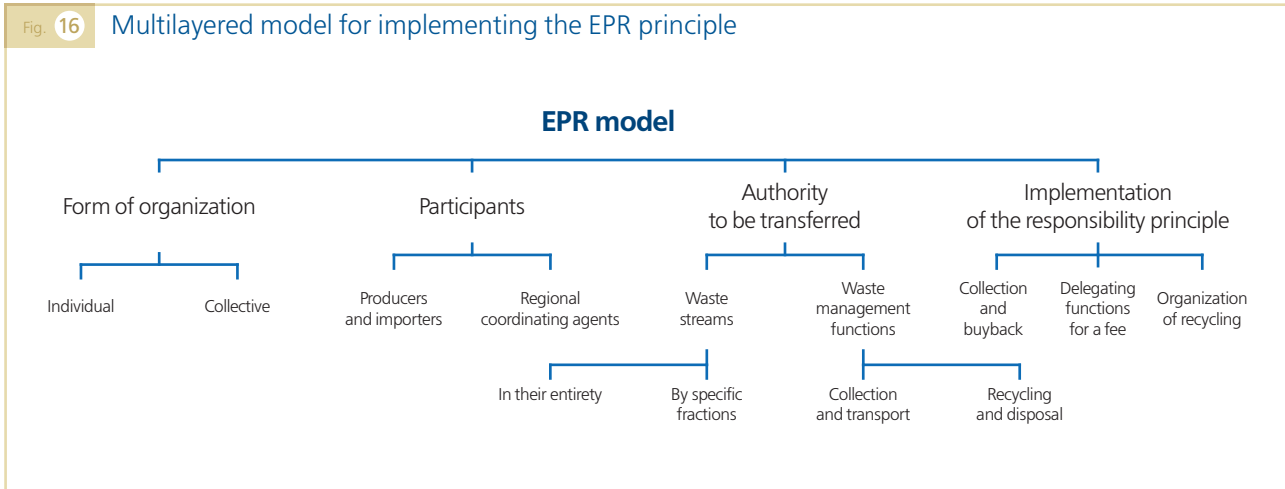 Fig. 16 Multilayered model for implementing the EPR principle
EPR model
Form of organization
Participants
Authority
to be transferred
Implementation
of the responsibility principle
Individual
Collective
Producers
and importers
Regional
coordinating agents
Waste
streams
Waste
management
functions
Collection
and
buyback
Delegating
functions
for a fee
Organization
of recycling
In their entirety
By specific
fractions
Collection
and transport
Recycling
and disposal